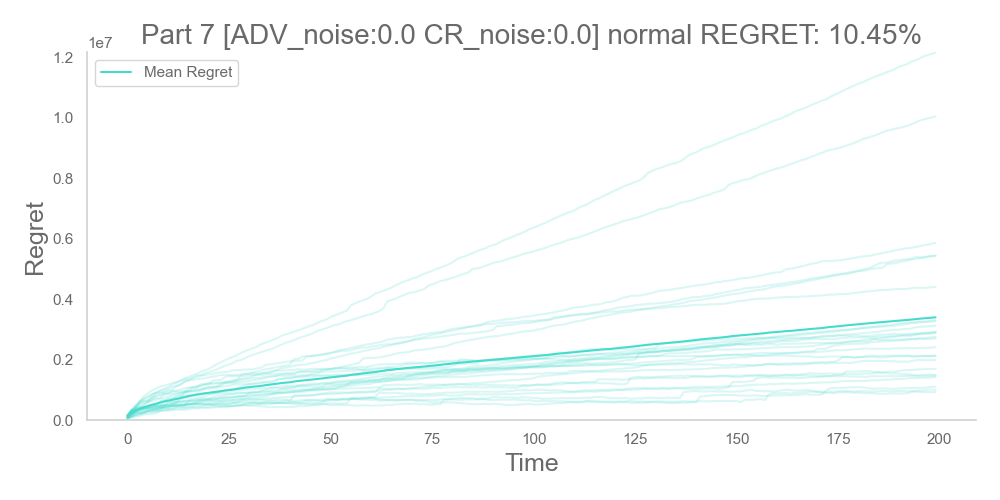 Part 7 [ADV_noise:0.0 CR_noise:0.0] normal REGRET: 10.45%
1e7
Mean Regret
1.2
1.0
0.8
0.6
0.4
0.2
0.0
Regret
0 25 50 75 100 125 150 175 200
Time